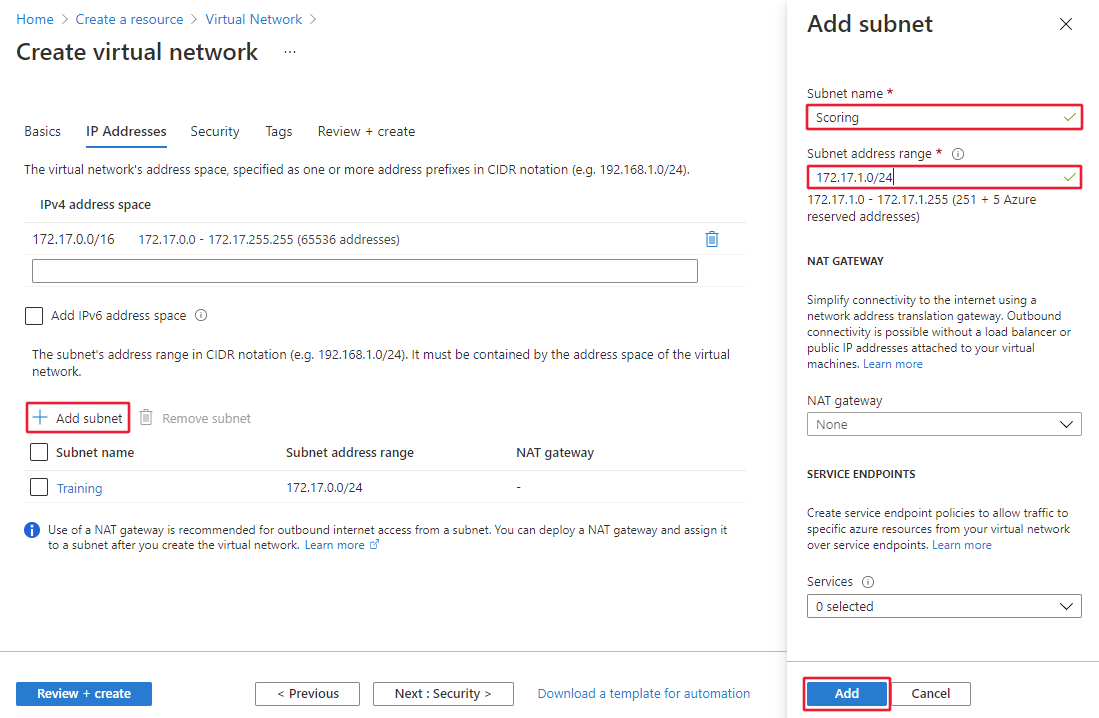 Home > Create a resource > Virtual Network >
Create virtual network ...
Basics IP Addresses Security Tags Review + create
The virtual network's address space, specified as one or more address prefixes in CIDR notation (e.g. 192.168.1.0/24).
IPv4 address space
172.17.0.0/16 172.17.0.0 - 172.17.255.255 (65536 addresses)
Add IPv6 address space
The subnet's address range in CIDR notation (e.g. 192.168.1.0/24). It must be contained by the address space of the virtual
network.
+ Add subnet Remove subnet
Subnet name Subnet address range NAT gateway
Training 172.17.0.0/24 -
Use of a NAT gateway is recommended for outbound internet access from a subnet. You can deploy a NAT gateway and assign it
to a subnet after you create the virtual network. Learn more
Review + create < Previous Next : Security > Download a template for automation
Add subnet
Subnet name *
Scoring
Subnet address range *
172.17.1.0/24
172.17.1.0 - 172.17.1.255 (251 + 5 Azure
reserved addresses)
NAT GATEWAY
Simplify connectivity to the internet using a
network address translation gateway. Outbound
connectivity is possible without a load balancer or
public IP addresses attached to your virtual
machines. Learn more
NAT gateway
None
SERVICE ENDPOINTS
Create service endpoint policies to allow traffic to
specific azure resources from your virtual network
over service endpoints. Learn more
Services
0 selected
Add Cancel